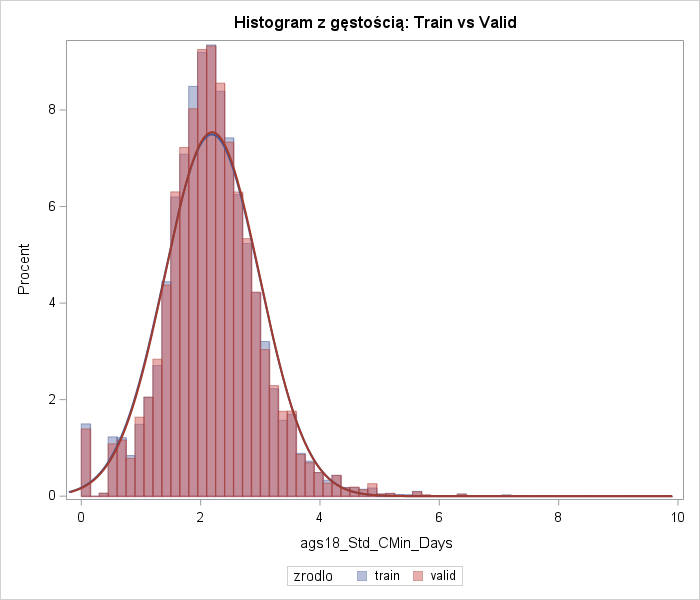 Histogram z gęstością: Train vs Valid
Procent
8
6
4
2
0
0 2 4 6 8 10
ags18_Std_CMin_Days
zrodlo train valid